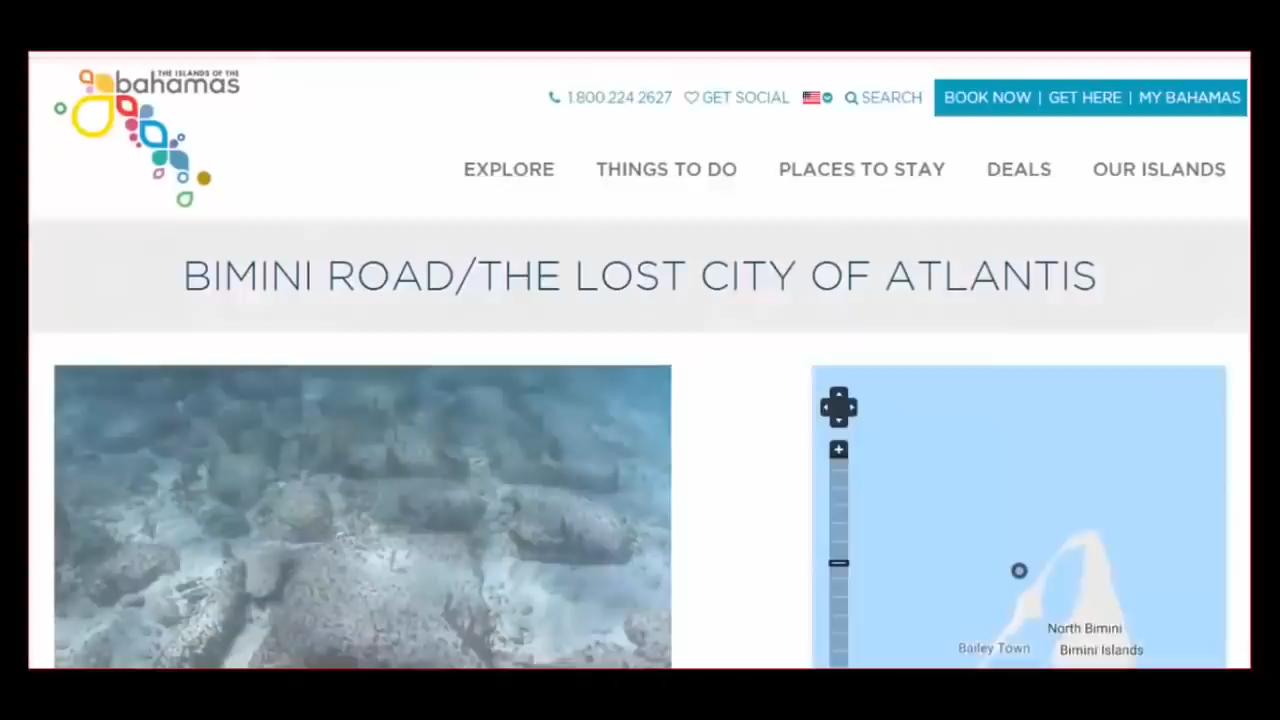 THE ISLANDS OF THE
bahamas
1.800.224.2627 GET SOCIAL SEARCH BOOK NOW | GET HERE | MY BAHAMAS
EXPLORE THINGS TO DO PLACES TO STAY DEALS OUR ISLANDS
BIMINI ROAD/THE LOST CITY OF ATLANTIS
North Bimini
Bailey Town Bimini Islands